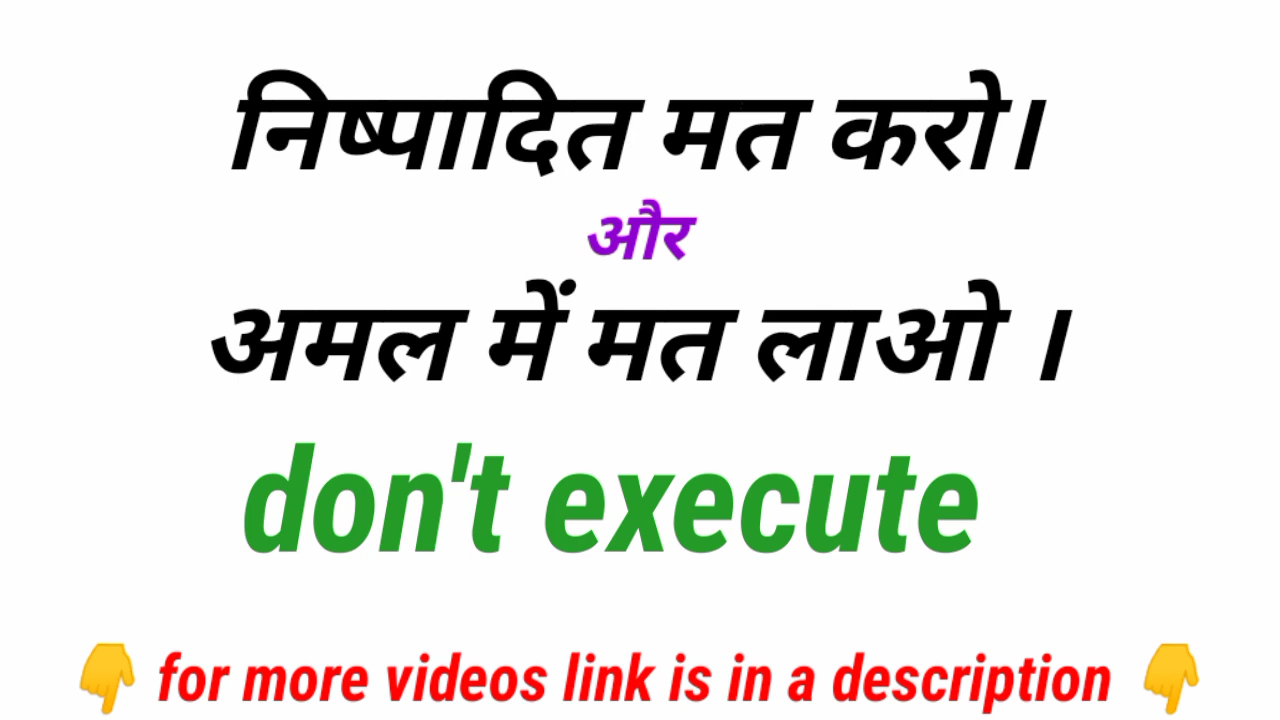 निष्पादित मत करो।
और
अमल में मत लाओ ।
don't execute
👇 for more videos link is in a description 👇